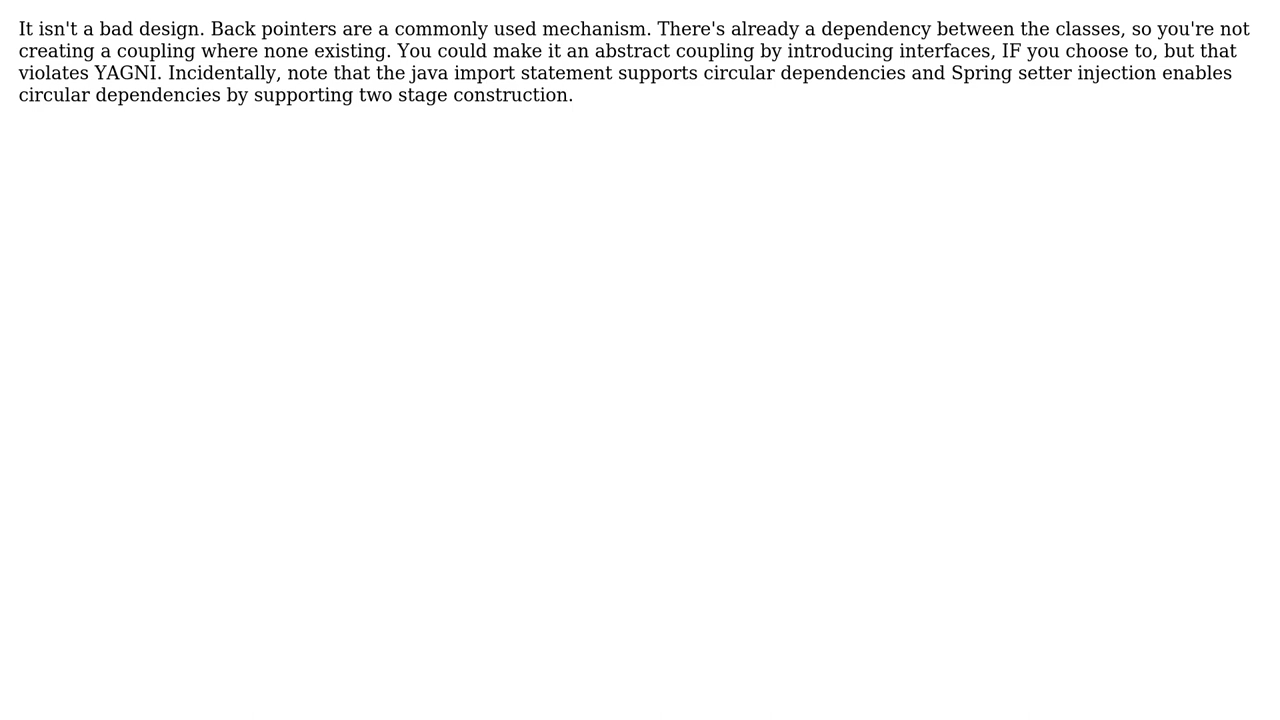 It isn't a bad design. Back pointers are a commonly used mechanism. There's already a dependency between the classes, so you're not
creating a coupling where none existing. You could make it an abstract coupling by introducing interfaces, IF you choose to, but that
violates YAGNI. Incidentally, note that the java import statement supports circular dependencies and Spring setter injection enables
circular dependencies by supporting two stage construction.